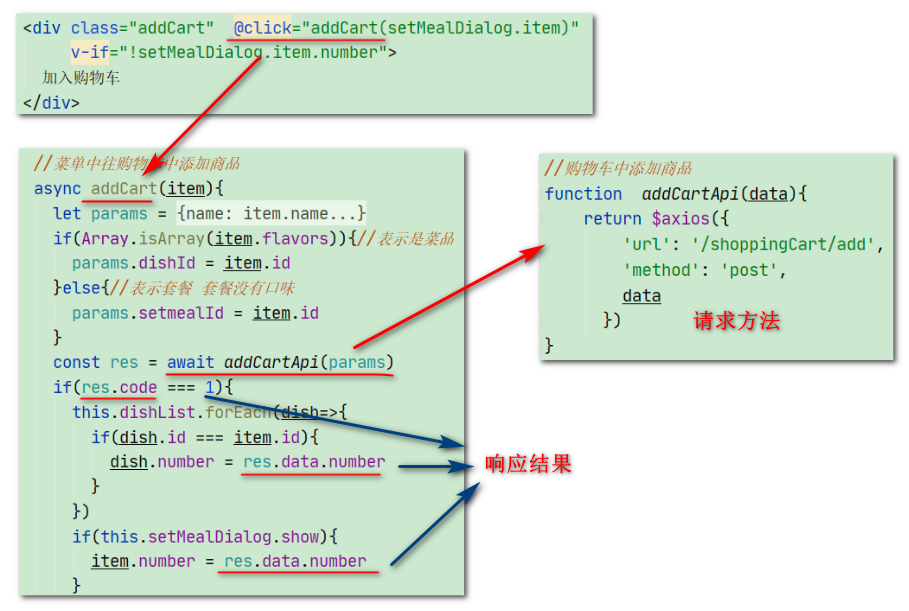 <div class="addCart"  @click="addCart(setMealDialog.item)"
v-if="!setMealDialog.item.number">
加入购物车
</div>
//菜单中往购物车中添加商品
async addCart(item){
let params = {name: item.name...}
if(Array.isArray(item.flavors)){//表示是菜品
params.dishId = item.id
}else{//表示套餐 套餐没有口味
params.setmealId = item.id
}
const res = await addCartApi(params)
if(res.code === 1){
this.dishList.forEach(dish=>{
if(dish.id === item.id){
dish.number = res.data.number
}
})
if(this.setMealDialog.show){
item.number = res.data.number
}
//购物车中添加商品
function  addCartApi(data){
return $axios({
'url': '/shoppingCart/add',
'method': 'post',
data
})
请求方法
}
响应结果